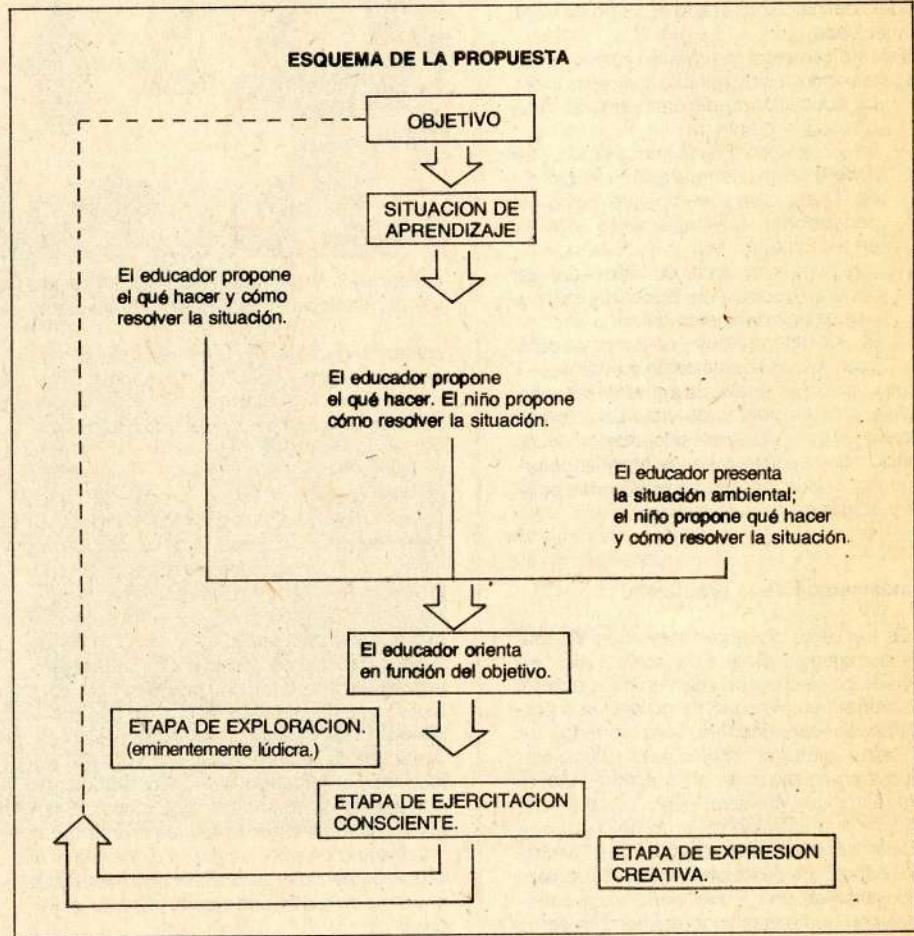 ESQUEMA DE LA PROPUESTA
OBJETIVO
SITUACION DE
APRENDIZAJE
El educador propone
el qué hacer y cómo
resolver la situación.
El educador propone
el qué hacer. El niño propone
cómo resolver la situación.
El educador presenta
la situación ambiental;
el niño propone qué hacer
y cómo resolver la situación.
El educador orienta
en función del objetivo.
ETAPA DE EXPLORACION.
(eminentemente lúdicra.)
ETAPA DE EJERCITACION
CONSCIENTE.
ETAPA DE EXPRESION
CREATIVA.